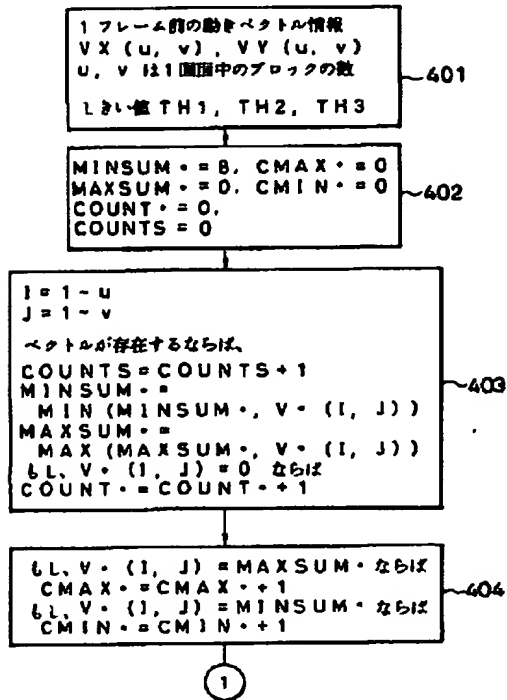 1 フレーム前の動きベクトル情報
VX (u, v) , VY (u, v)
u, v は1画面中のブロックの数
しきい値 TH1, TH2, TH3
401
MINSUM・= 8, CMAX・= 0
MAXSUM・= 0, CMIN・= 0
COUNT・= 0,
COUNTS = 0
402
I = 1 ~ u
J = 1 ~ v
ベクトルが存在するならば、
COUNTS = COUNTS + 1
MINSUM・=
MIN (MINSUM・, V・(I, J) )
MAXSUM・=
MAX (MAXSUM・, V・(I, J) )
もし、V・(I, J) = 0 ならば
COUNT・= COUNT・+ 1
403
もし、V・(I, J) = MAXSUM・ならば
CMAX・= CMAX・+ 1
もし、V・(I, J) = MINSUM・ならば
CMIN・= CMIN・+ 1
404
1